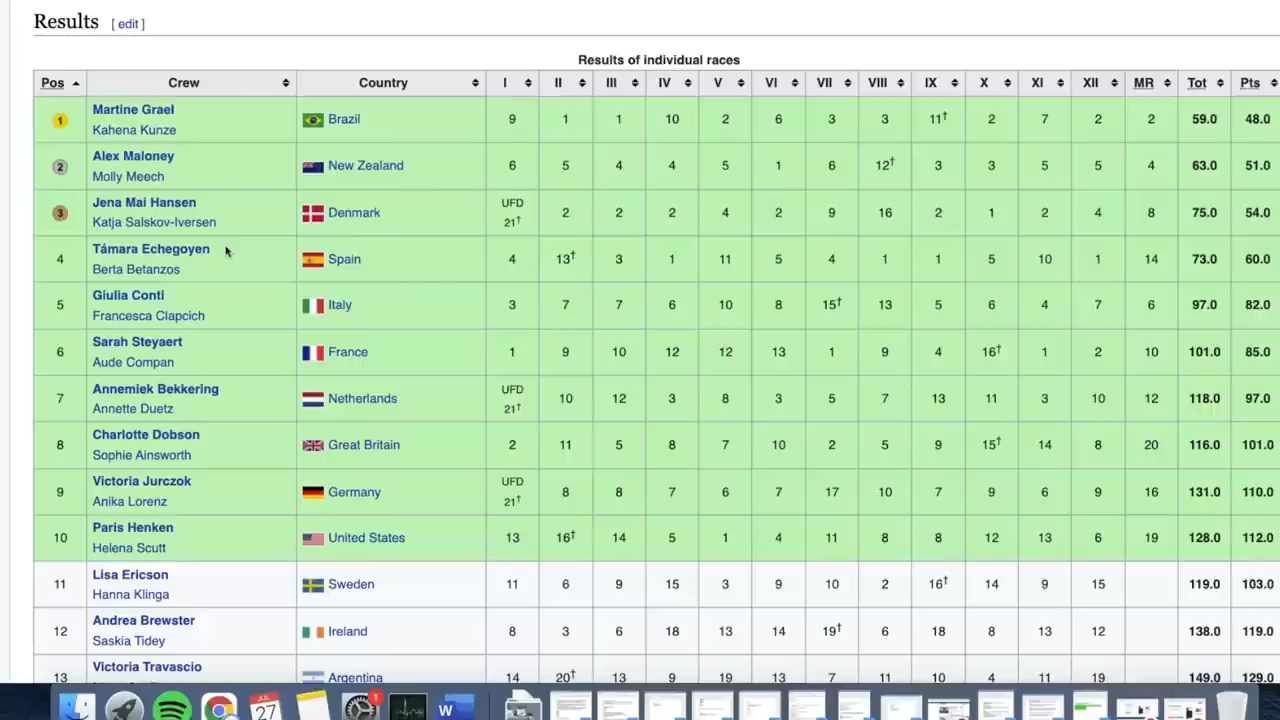 Results [ edit ]
Results of individual races
Pos Crew Country I II III IV V VI VII VIII IX X XI XII MR Tot Pts
1 Martine Grael Kahena Kunze Brazil 9 1 1 10 2 6 3 3 11† 2 7 2 2 59.0 48.0
2 Alex Maloney Molly Meech New Zealand 6 5 4 4 5 1 6 12† 3 3 5 5 4 63.0 51.0
3 Jena Mai Hansen Katja Salskov-Iversen Denmark UFD 21† 2 2 2 4 2 9 16 2 1 2 4 8 75.0 54.0
4 Támara Echegoyen Berta Betanzos Spain 4 13† 3 1 11 5 4 1 1 5 10 1 14 73.0 60.0
5 Giulia Conti Francesca Clapcich Italy 3 7 7 6 10 8 15† 13 5 6 4 7 6 97.0 82.0
6 Sarah Steyaert Aude Compan France 1 9 10 12 12 13 1 9 4 16† 1 2 10 101.0 85.0
7 Annemiek Bekkering Annette Duetz Netherlands UFD 21† 10 12 3 8 3 5 7 13 11 3 10 12 118.0 97.0
8 Charlotte Dobson Sophie Ainsworth Great Britain 2 11 5 8 7 10 2 5 9 15† 14 8 20 116.0 101.0
9 Victoria Jurczok Anika Lorenz Germany UFD 21† 8 8 7 6 7 17 10 7 9 6 9 16 131.0 110.0
10 Paris Henken Helena Scutt United States 13 16† 14 5 1 4 11 8 8 12 13 6 19 128.0 112.0
11 Lisa Ericson Hanna Klinga Sweden 11 6 9 15 3 9 10 2 16† 14 9 15 119.0 103.0
12 Andrea Brewster Saskia Tidey Ireland 8 3 6 18 13 14 19† 6 18 8 13 12 138.0 119.0
13 Victoria Travascio Argentina 14 20† 13 9 19 13 7 11 10 4 11 19 149.0 129.0
JUL 27 1 W